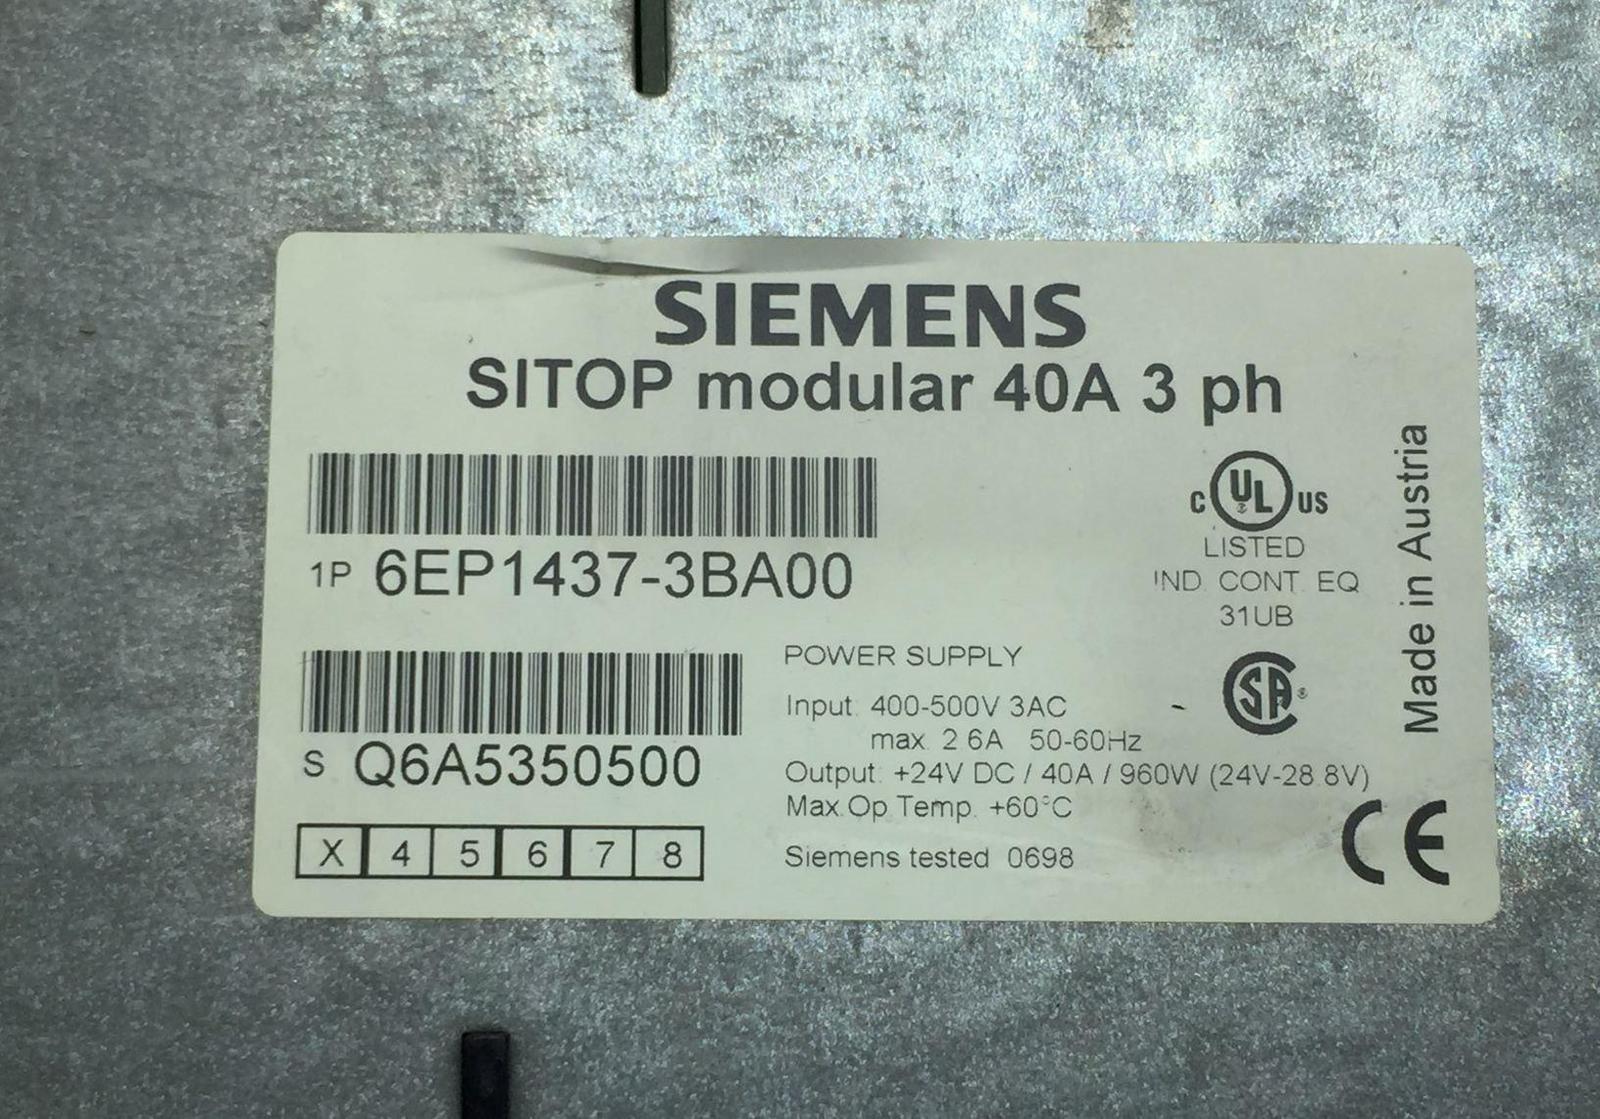 SIEMENS
SITOP modular 40A 3 ph
1P 6EP1437-3BA00
S Q6A5350500
X 4 5 6 7 8
C UL US
LISTED
IND. CONT. EQ
31UB
POWER SUPPLY
Input: 400-500V 3AC
max. 2.6A 50-60Hz
Output: +24V DC / 40A / 960W (24V-28.8V)
Max.Op.Temp. +60°C
Siemens tested 0698
SA®
CE
Made in Austria